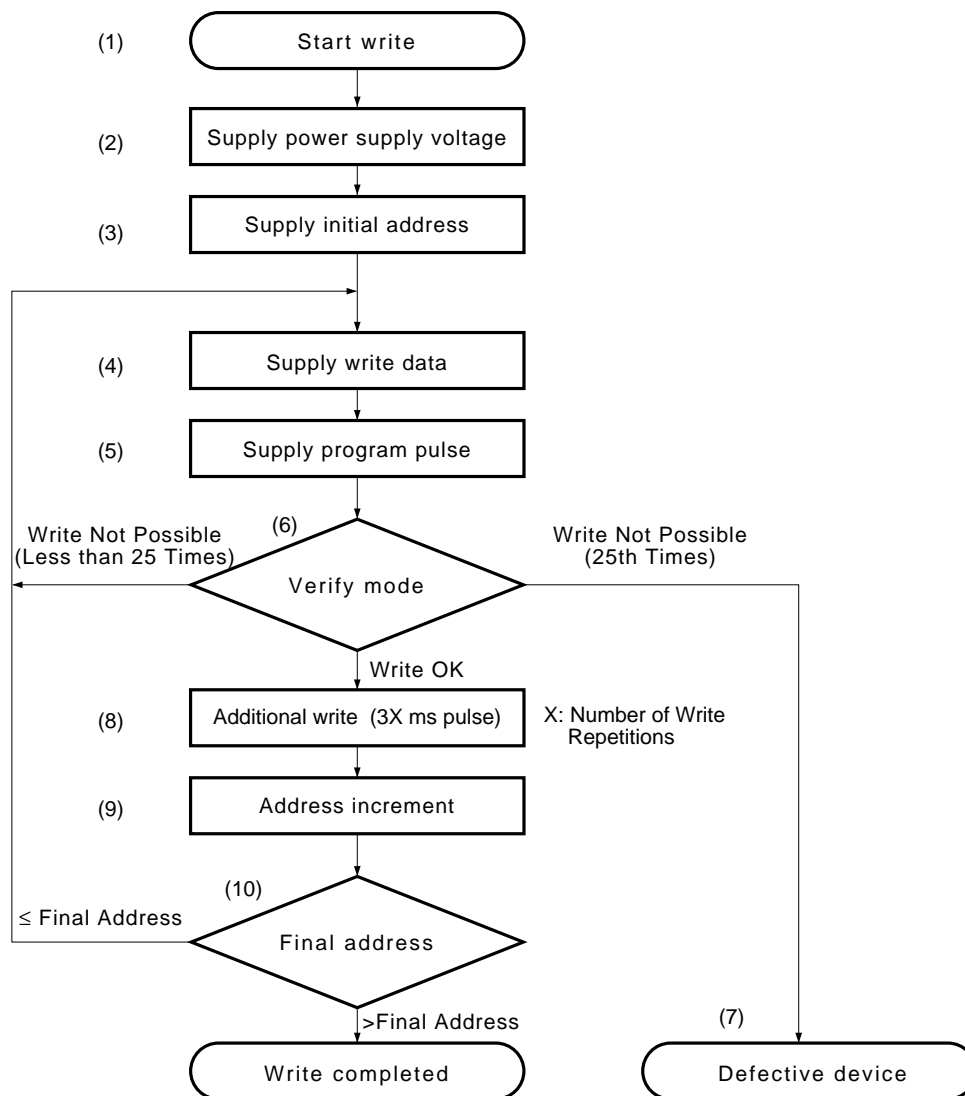 (1)
Start write
(2)
Supply power supply voltage
(3)
Supply initial address
(4)
Supply write data
(5)
Supply program pulse
(6)
Write Not Possible
(Less than 25 Times)
Verify mode
Write Not Possible
(25th Times)
Write OK
(8)
Additional write (3X ms pulse)
X: Number of Write
Repetitions
(9)
Address increment
(10)
≤ Final Address
Final address
>Final Address
(7)
Write completed
Defective device